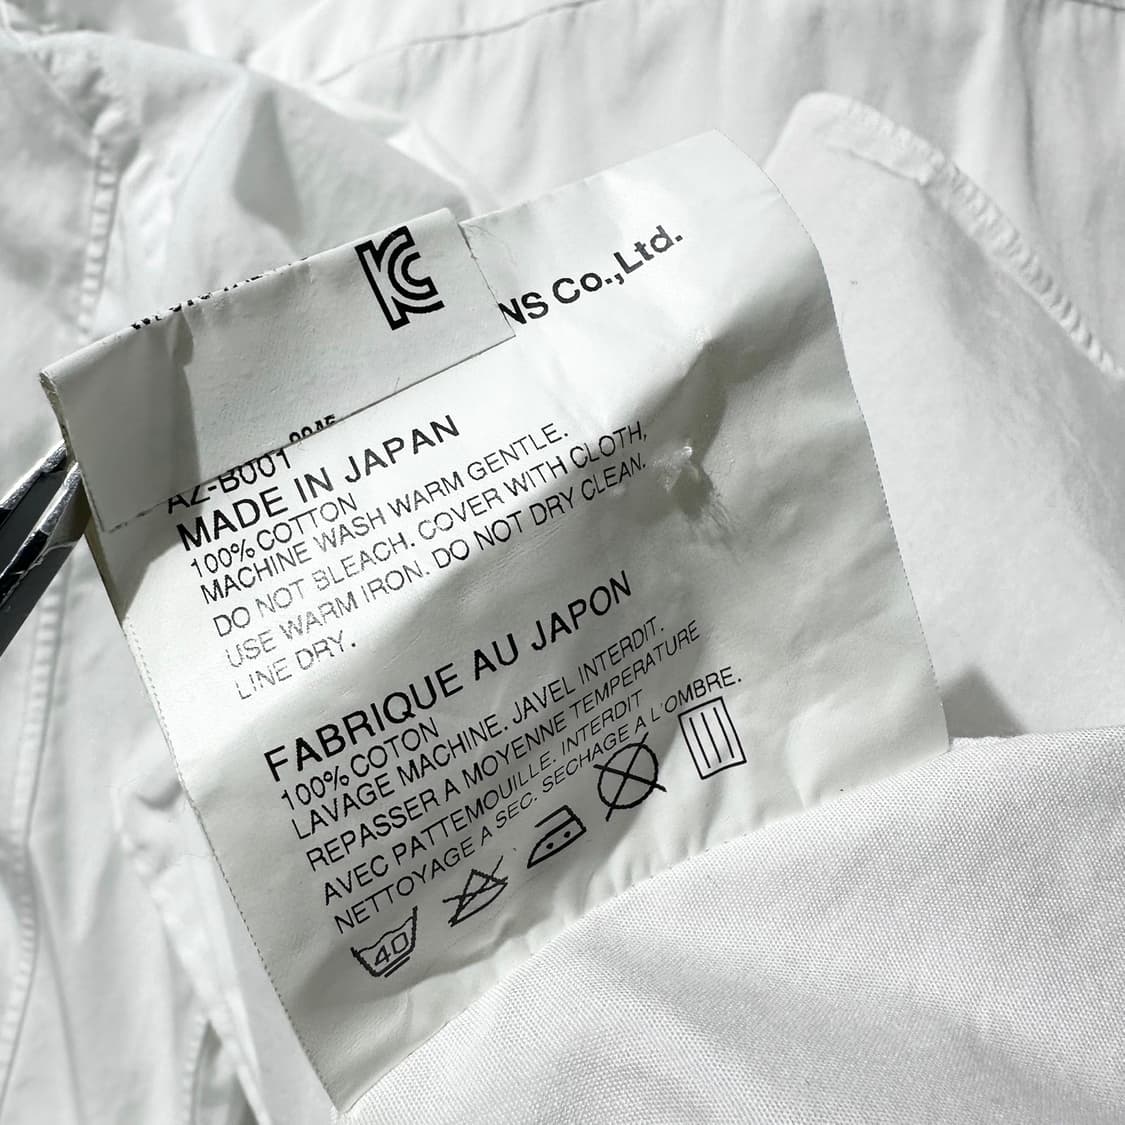 NS Co.,Ltd.
AZ-B001
MADE IN JAPAN
100% COTTON
MACHINE WASH WARM GENTLE.
DO NOT BLEACH. COVER WITH CLOTH,
USE WARM IRON. DO NOT DRY CLEAN.
LINE DRY.
FABRIQUE AU JAPON
100% COTON
LAVAGE MACHINE. JAVEL INTERDIT.
REPASSER A MOYENNE TEMPERATURE
AVEC PATTEMOUILLE. INTERDIT
NETTOYAGE A SEC. SECHAGE A L'OMBRE.
40